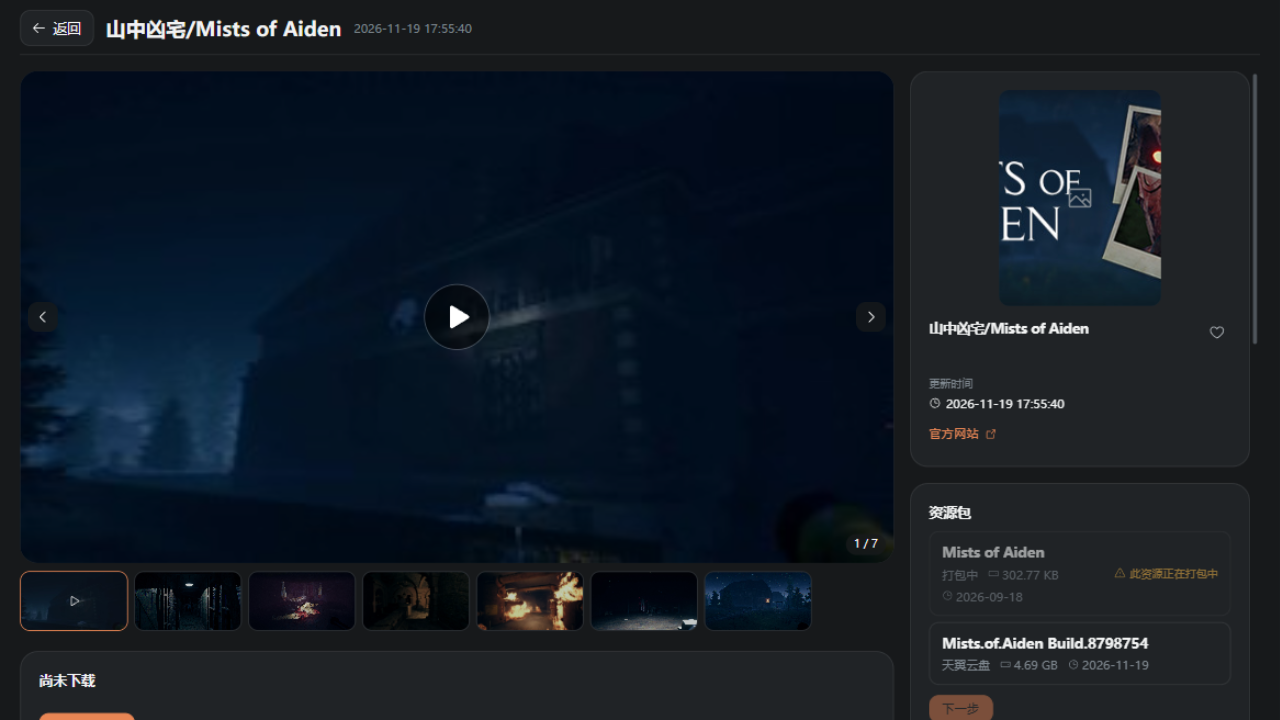 返回
山中凶宅/Mists of Aiden
2026-11-19 17:55:40
TS OF
EN
1 / 7
山中凶宅/Mists of Aiden
更新时间
2026-11-19 17:55:40
官方网站
资源包
Mists of Aiden
打包中 302.77 KB
此资源正在打包中
2026-09-18
Mists.of.Aiden Build.8798754
天翼云盘 4.69 GB 2026-11-19
下一步
尚未下载